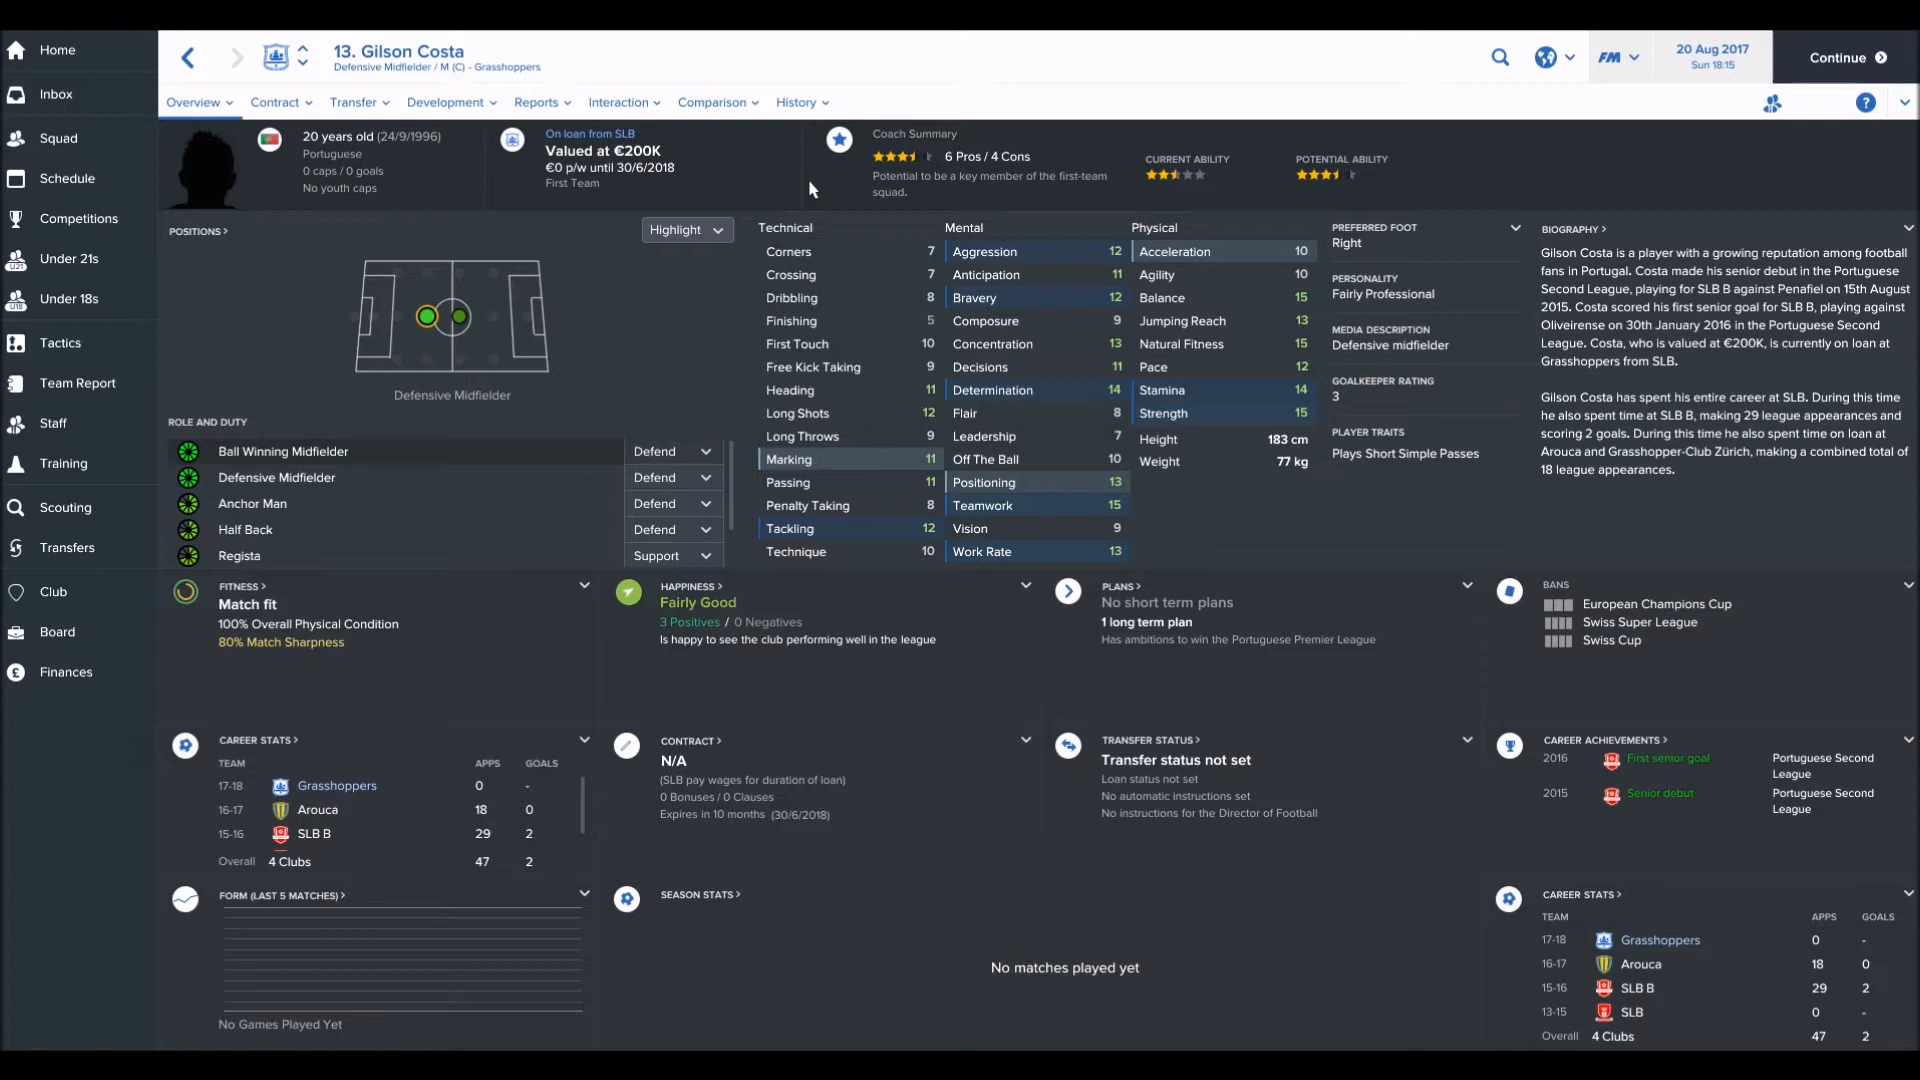 Home
Inbox
Squad
Schedule
Competitions
Under 21s
Under 18s
Tactics
Team Report
Staff
Training
Scouting
Transfers
Club
Board
Finances
13. Gilson Costa
Defensive Midfielder / M (C) - Grasshoppers
FM
20 Aug 2017
Sun 18:15
Continue
Overview
Contract
Transfer
Development
Reports
Interaction
Comparison
History
20 years old (24/9/1996)
Portuguese
0 caps / 0 goals
No youth caps
On loan from SLB
Valued at €200K
€0 p/w until 30/6/2018
First Team
Coach Summary
6 Pros / 4 Cons
Potential to be a key member of the first-team
squad.
CURRENT ABILITY
POTENTIAL ABILITY
POSITIONS >
Highlight
Defensive Midfielder
ROLE AND DUTY
Ball Winning Midfielder Defend
Defensive Midfielder Defend
Anchor Man Defend
Half Back Defend
Regista Support
Technical
Corners 7
Crossing 7
Dribbling 8
Finishing 5
First Touch 10
Free Kick Taking 9
Heading 11
Long Shots 12
Long Throws 9
Marking 11
Passing 11
Penalty Taking 8
Tackling 12
Technique 10
Mental
Aggression 12
Anticipation 11
Bravery 12
Composure 9
Concentration 13
Decisions 11
Determination 14
Flair 8
Leadership 7
Off The Ball 10
Positioning 13
Teamwork 15
Vision 9
Work Rate 13
Physical
Acceleration 10
Agility 10
Balance 15
Jumping Reach 13
Natural Fitness 15
Pace 12
Stamina 14
Strength 15
Height 183 cm
Weight 77 kg
PREFERRED FOOT
Right
PERSONALITY
Fairly Professional
MEDIA DESCRIPTION
Defensive midfielder
GOALKEEPER RATING
3
PLAYER TRAITS
Plays Short Simple Passes
BIOGRAPHY >
Gilson Costa is a player with a growing reputation among football
fans in Portugal. Costa made his senior debut in the Portuguese
Second League, playing for SLB B against Penafiel on 15th August
2015. Costa scored his first senior goal for SLB B, playing against
Oliveirense on 30th January 2016 in the Portuguese Second
League. Costa, who is valued at €200K, is currently on loan at
Grasshoppers from SLB.
Gilson Costa has spent his entire career at SLB. During this time
he also spent time at SLB B, making 29 league appearances and
scoring 2 goals. During this time he also spent time on loan at
Arouca and Grasshopper-Club Zürich, making a combined total of
18 league appearances.
FITNESS >
Match fit
100% Overall Physical Condition
80% Match Sharpness
HAPPINESS >
Fairly Good
3 Positives / 0 Negatives
Is happy to see the club performing well in the league
PLANS >
No short term plans
1 long term plan
Has ambitions to win the Portuguese Premier League
BANS
European Champions Cup
Swiss Super League
Swiss Cup
CAREER STATS >
TEAM APPS GOALS
17-18 Grasshoppers 0 -
16-17 Arouca 18 0
15-16 SLB B 29 2
Overall 4 Clubs 47 2
CONTRACT >
N/A
(SLB pay wages for duration of loan)
0 Bonuses / 0 Clauses
Expires in 10 months (30/6/2018)
TRANSFER STATUS >
Transfer status not set
Loan status not set
No automatic instructions set
No instructions for the Director of Football
CAREER ACHIEVEMENTS >
2016 First senior goal Portuguese Second
League
2015 Senior debut Portuguese Second
League
FORM (LAST 5 MATCHES) >
No Games Played Yet
SEASON STATS >
No matches played yet
CAREER STATS >
TEAM APPS GOALS
17-18 Grasshoppers 0 -
16-17 Arouca 18 0
15-16 SLB B 29 2
13-15 SLB 0 -
Overall 4 Clubs 47 2